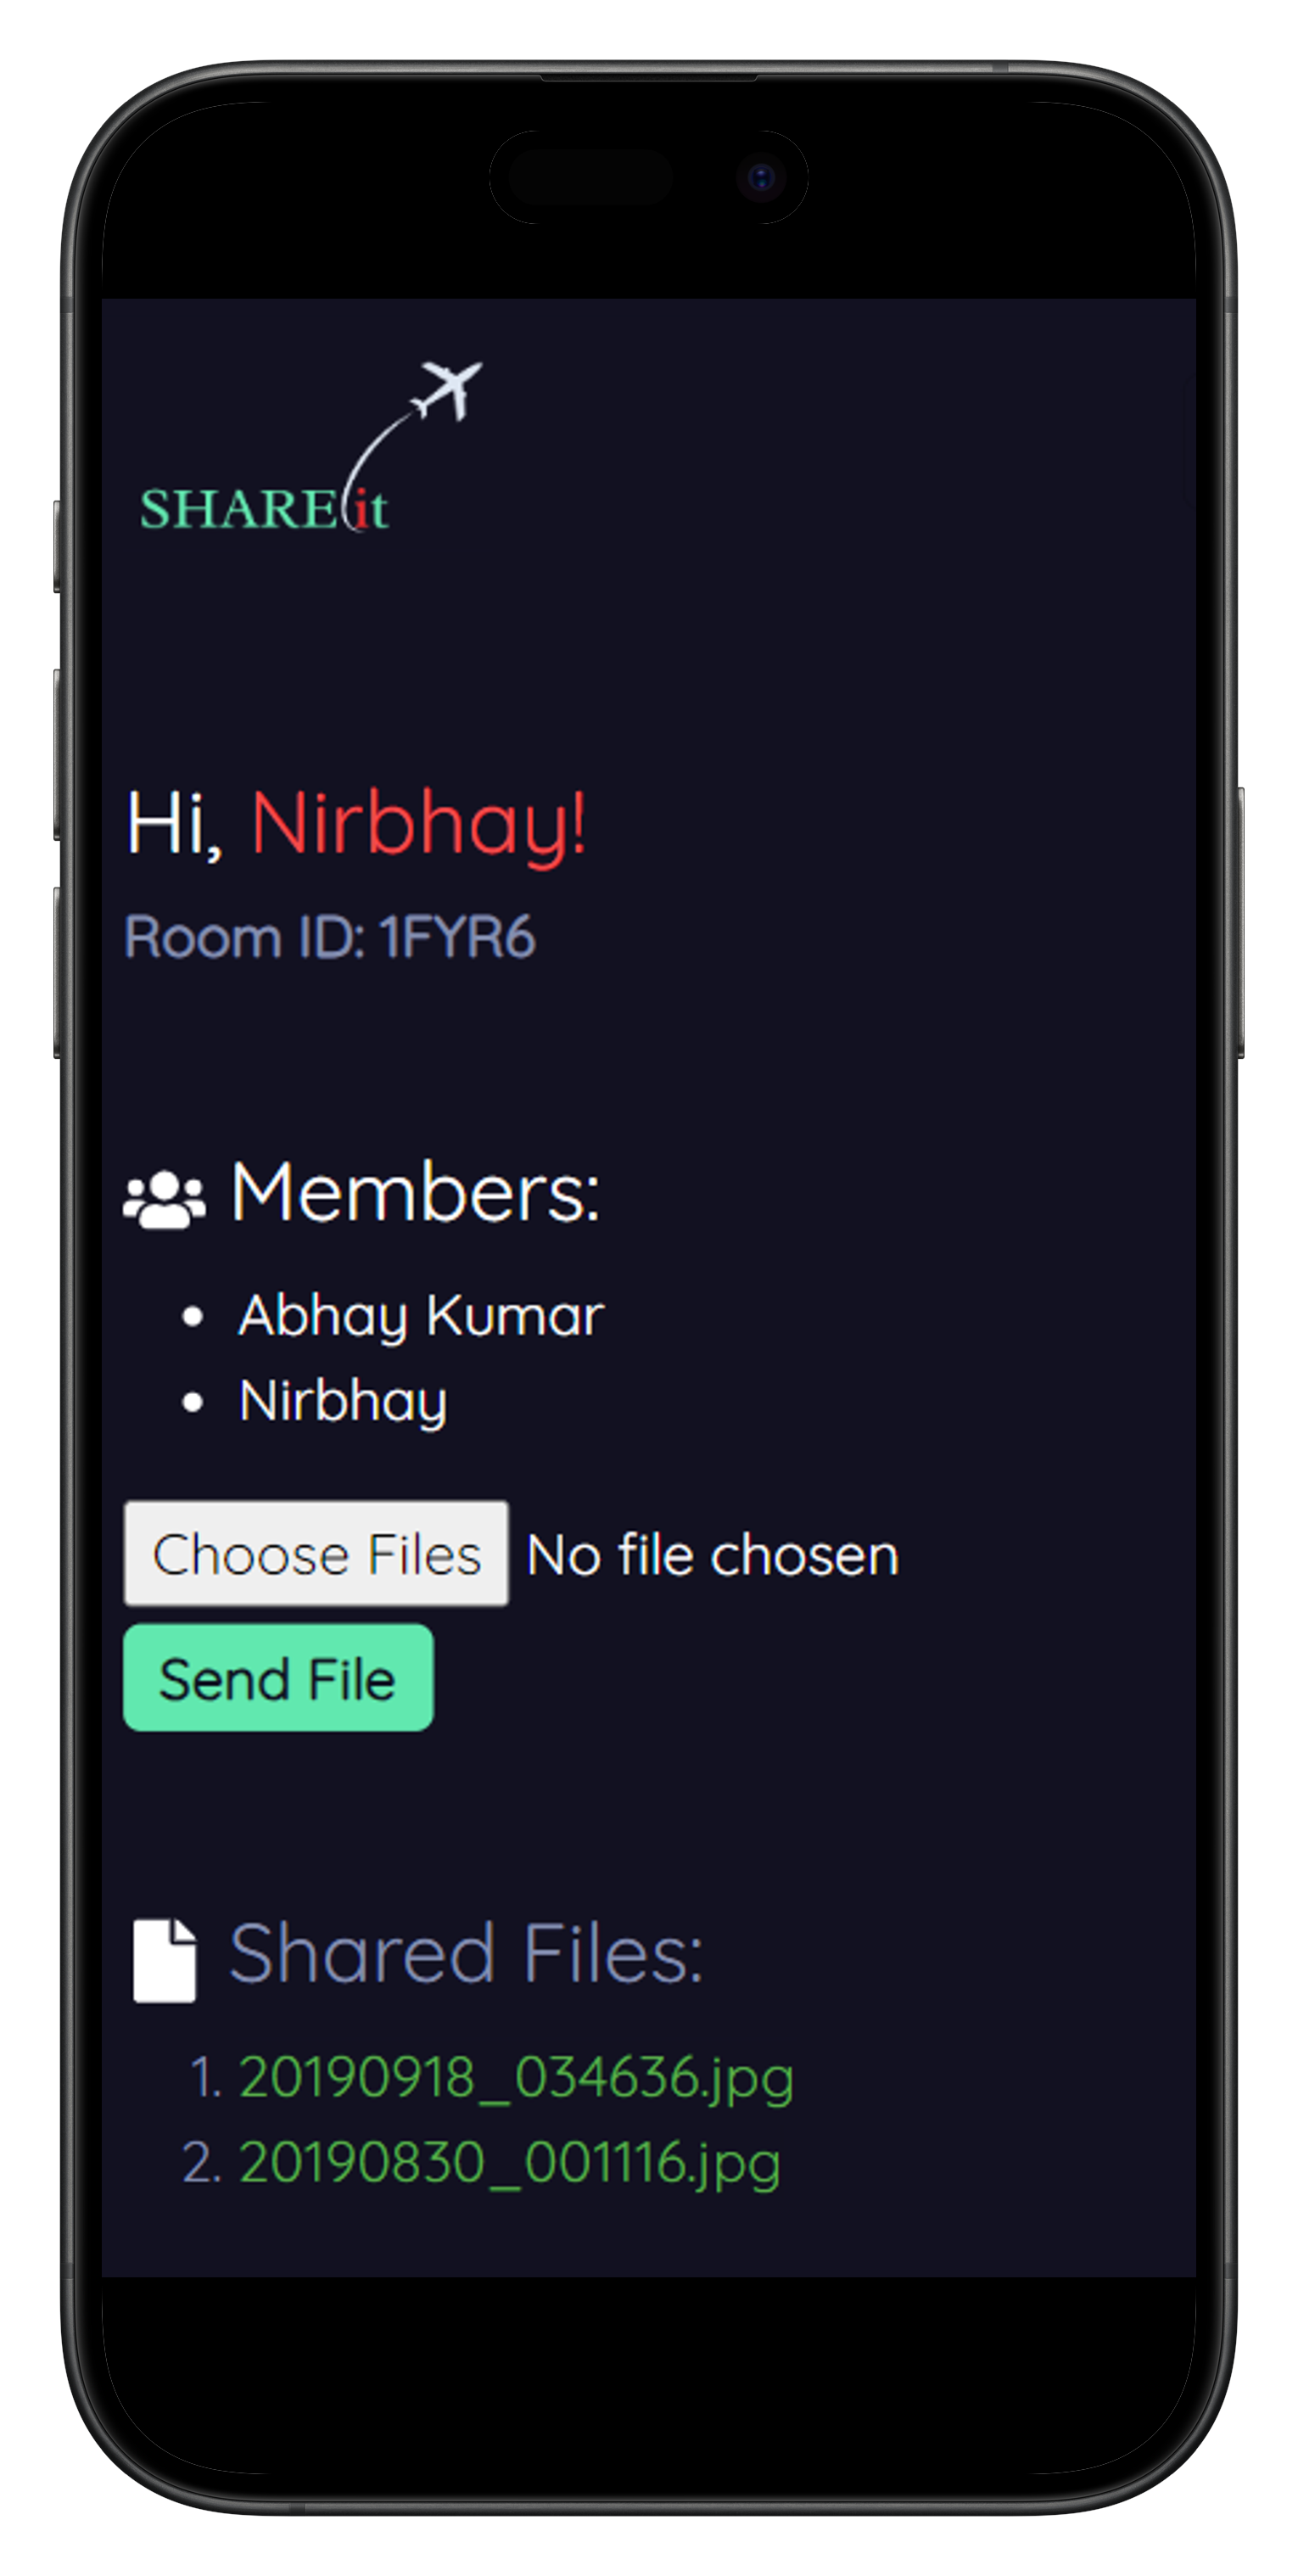 SHAREit
Hi, Nirbhay!
Room ID: 1FYR6
Members:
• Abhay Kumar
• Nirbhay
Choose Files No file chosen
Send File
Shared Files:
1. 20190918_034636.jpg
2. 20190830_001116.jpg